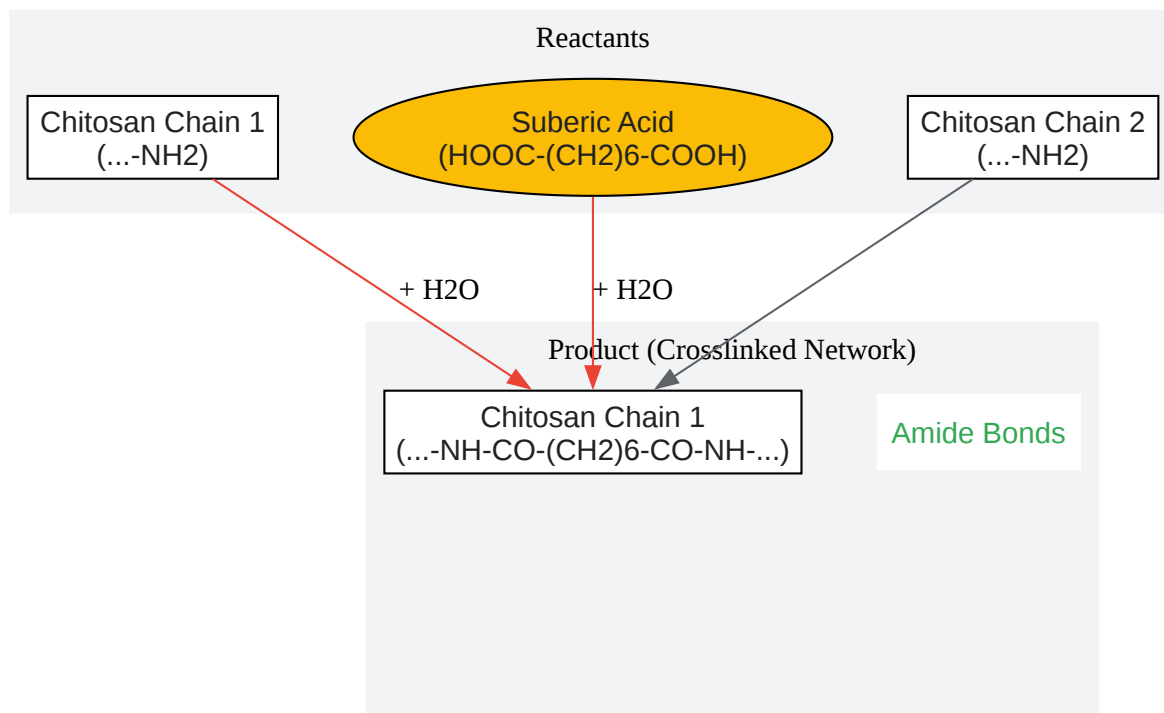 Reactants
Chitosan Chain 1
(...-NH2)
Suberic Acid
(HOOC-(CH2)6-COOH)
Chitosan Chain 2
(...-NH2)
+ H2O
+ H2O
Product (Crosslinked Network)
Chitosan Chain 1
(...-NH-CO-(CH2)6-CO-NH-...)
Amide Bonds